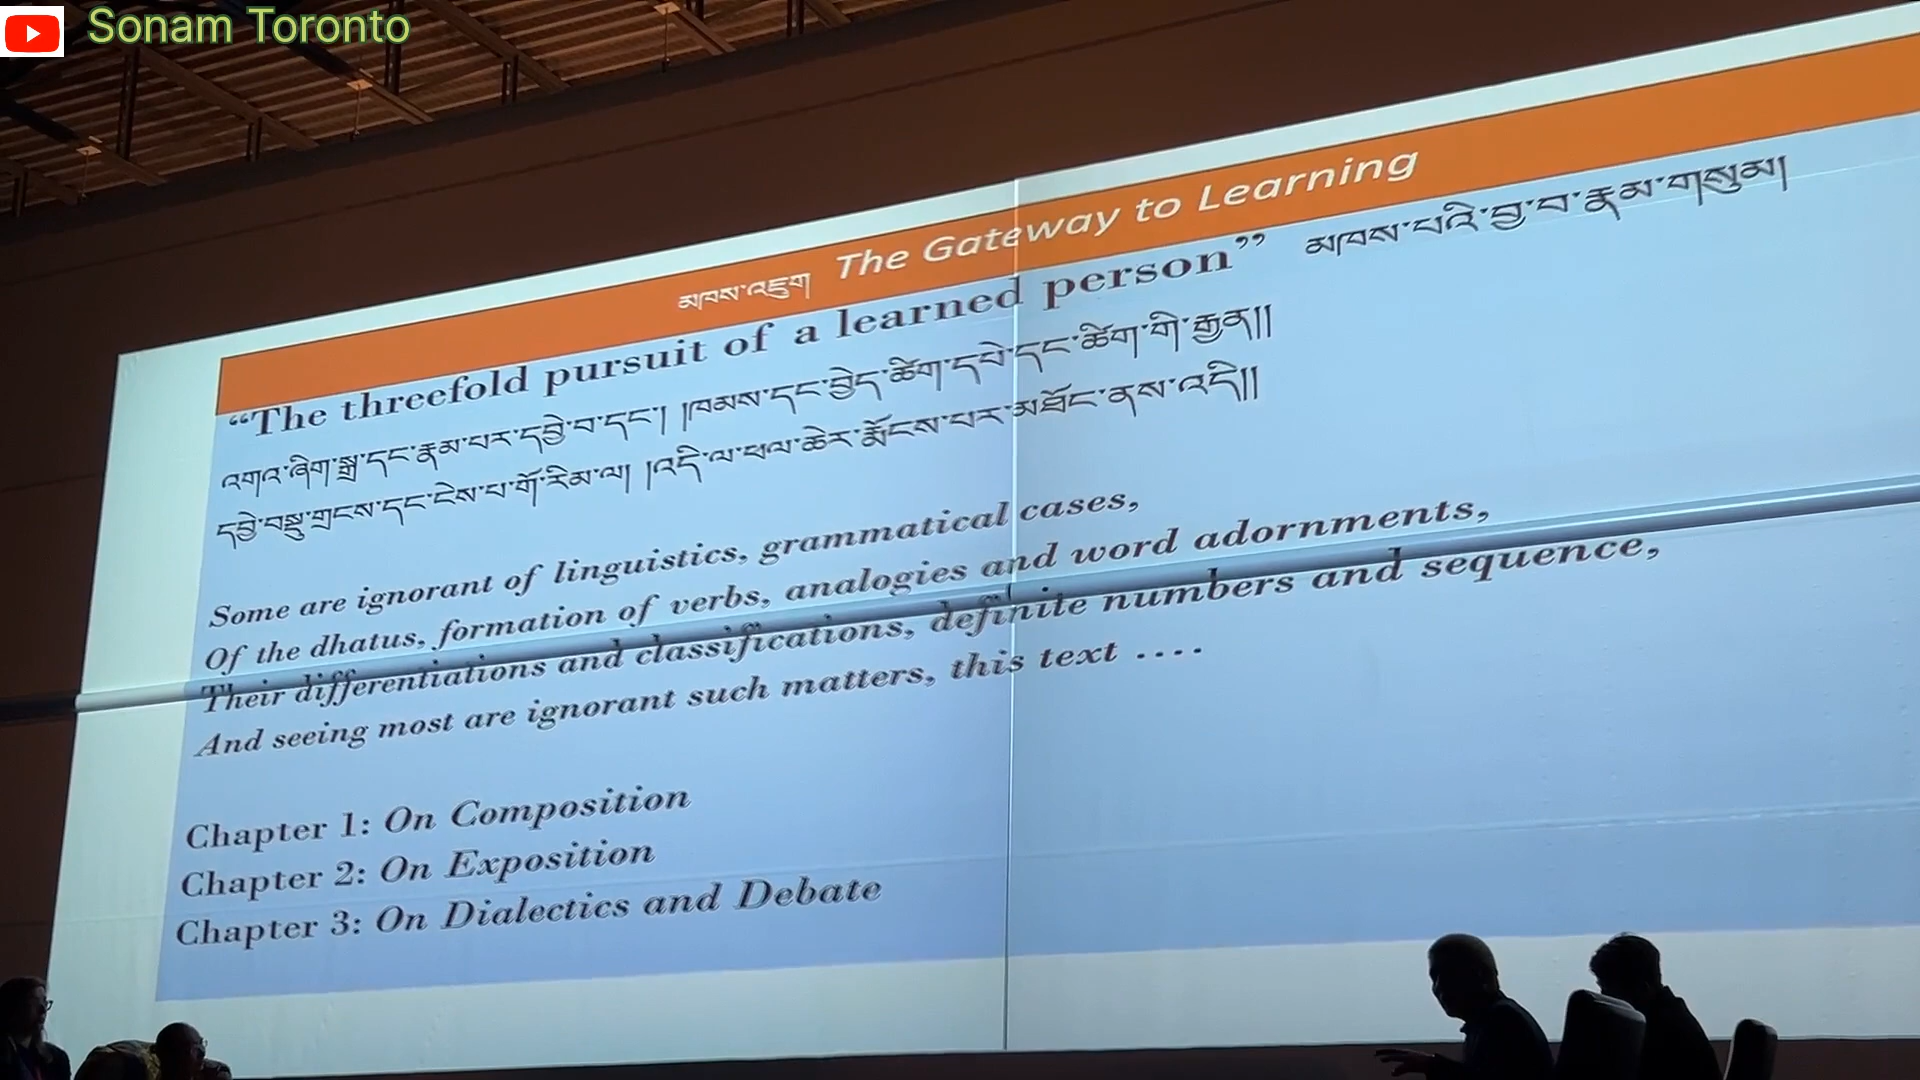 Sonam Toronto
མཁས་འཇུག The Gateway to Learning
“The threefold pursuit of a learned person” མཁས་པའི་བྱ་བ་རྣམ་གསུམ།
འགའ་ཞིག་སྒྲ་དང་རྣམ་པར་དབྱེ་བ་དང་། །ཁམས་དང་བྱེད་ཚིག་དཔེ་དང་ཚིག་གི་རྒྱན།།
དབྱེ་བསྡུ་གྲངས་དང་ངེས་པ་གོ་རིམ་ལ། །འདི་ལ་ཕལ་ཆེར་རྨོངས་པར་མཐོང་ནས་འདི།།
Some are ignorant of linguistics, grammatical cases,
Of the dhatus, formation of verbs, analogies and word adornments,
Their differentiations and classifications, definite numbers and sequence,
And seeing most are ignorant such matters, this text ....
Chapter 1: On Composition
Chapter 2: On Exposition
Chapter 3: On Dialectics and Debate